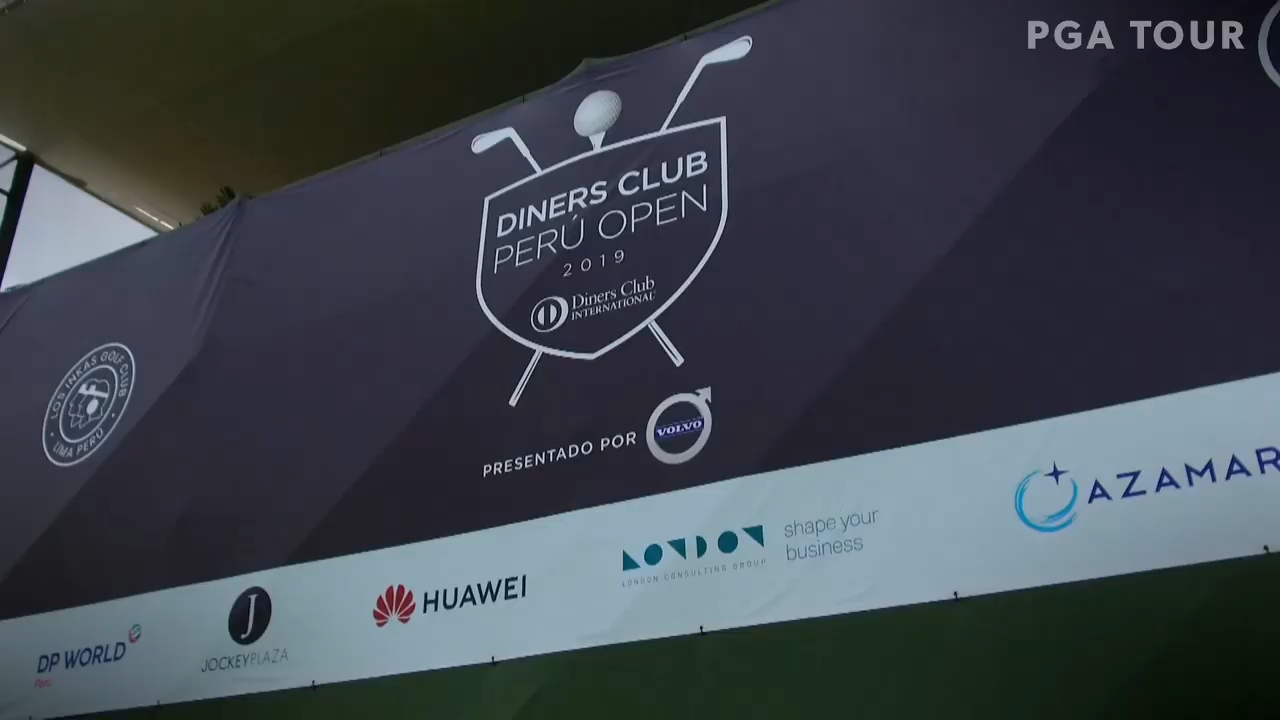 PGA TOUR
DINERS CLUB
PERÚ OPEN
2019
Diners Club
INTERNATIONAL
LOS INKAS GOLF CLUB
LIMA PERÚ
PRESENTADO POR
VOLVO
DP WORLD
Perú
J
JOCKEYPLAZA
HUAWEI
LONDON
LONDON CONSULTING GROUP
shape your
business
AZAMAR